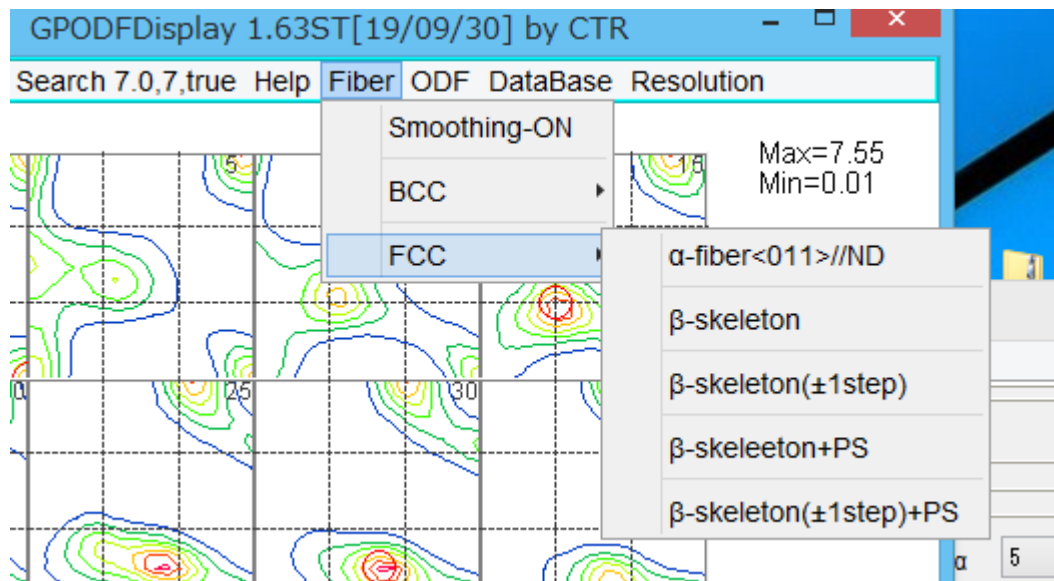 GPODFDisplay 1.63ST[19/09/30] by CTR
Search 7.0,7,true Help Fiber ODF DataBase Resolution
Smoothing-ON
BCC
FCC
5
15
Max=7.55
Min=0.01
α-fiber<011>//ND
β-skeleton
β-skeleton(±1step)
β-skeleeton+PS
β-skeleton(±1step)+PS
25
30
α 5